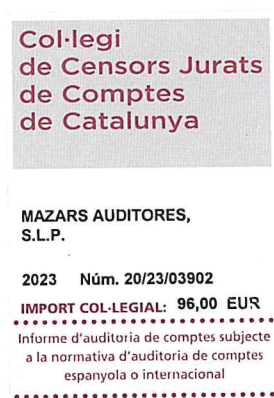 Col·legi
de Censors Jurats
de Comptes
de Catalunya
MAZARS AUDITORES,
S.L.P.
2023 Núm. 20/23/03902
IMPORT COL·LEGIAL: 96,00 EUR
Informe d'auditoria de comptes subjecte
a la normativa d'auditoria de comptes
espanyola o internacional